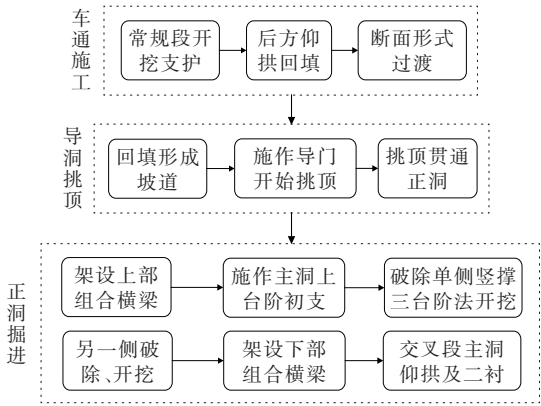 车通施工
常规段开
挖支护
后方仰
拱回填
断面形式
过渡
导洞挑顶
回填形成
坡道
施作导门
开始挑顶
挑顶贯通
正洞
正洞掘进
架设上部
组合横梁
施作主洞上
台阶初支
破除单侧竖撑
三台阶法开挖
另一侧破
除、开挖
架设下部
组合横梁
交叉段主洞
仰拱及二衬